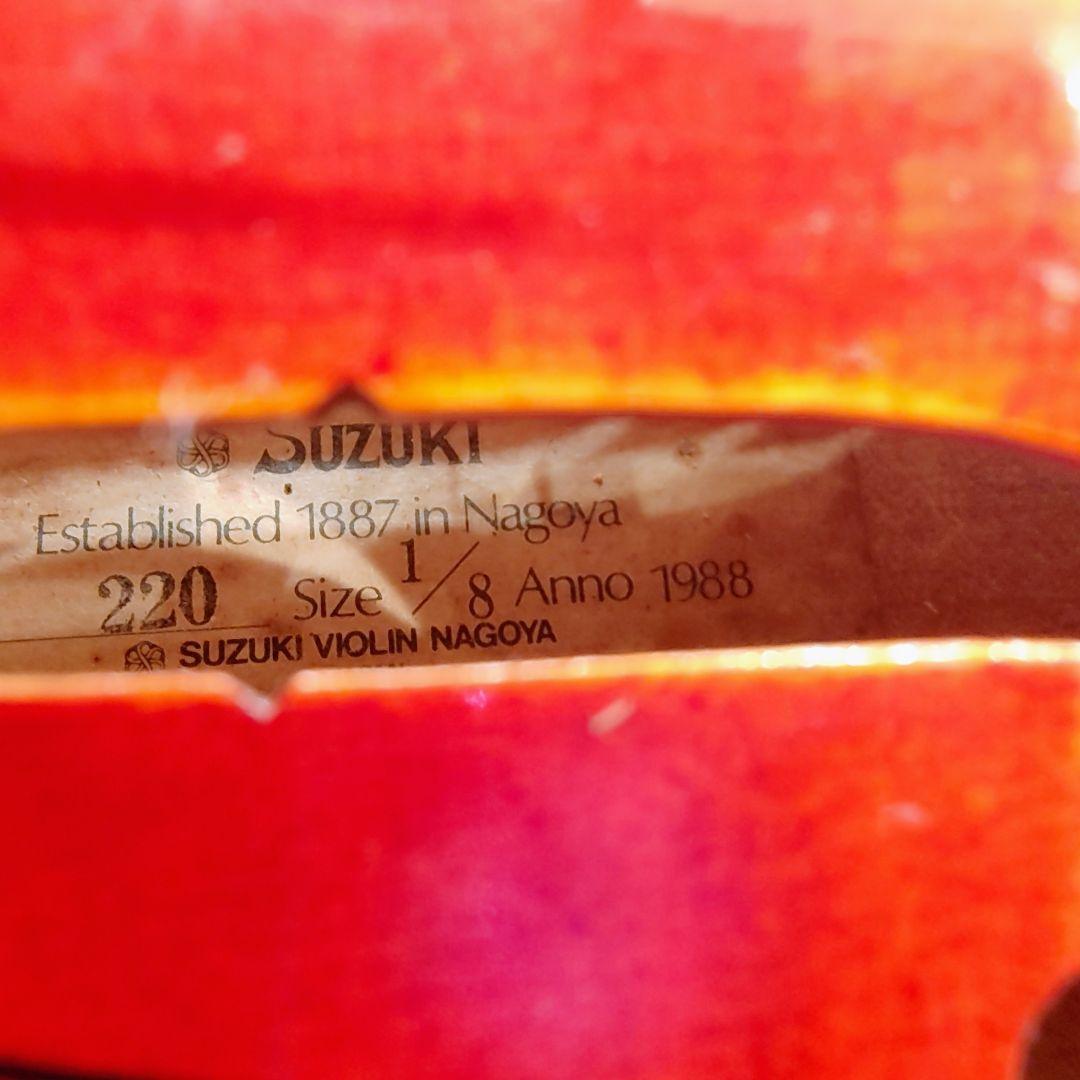 SUZUKI
Established 1887 in Nagoya
220 Size 1/8 Anno 1988
SUZUKI VIOLIN NAGOYA